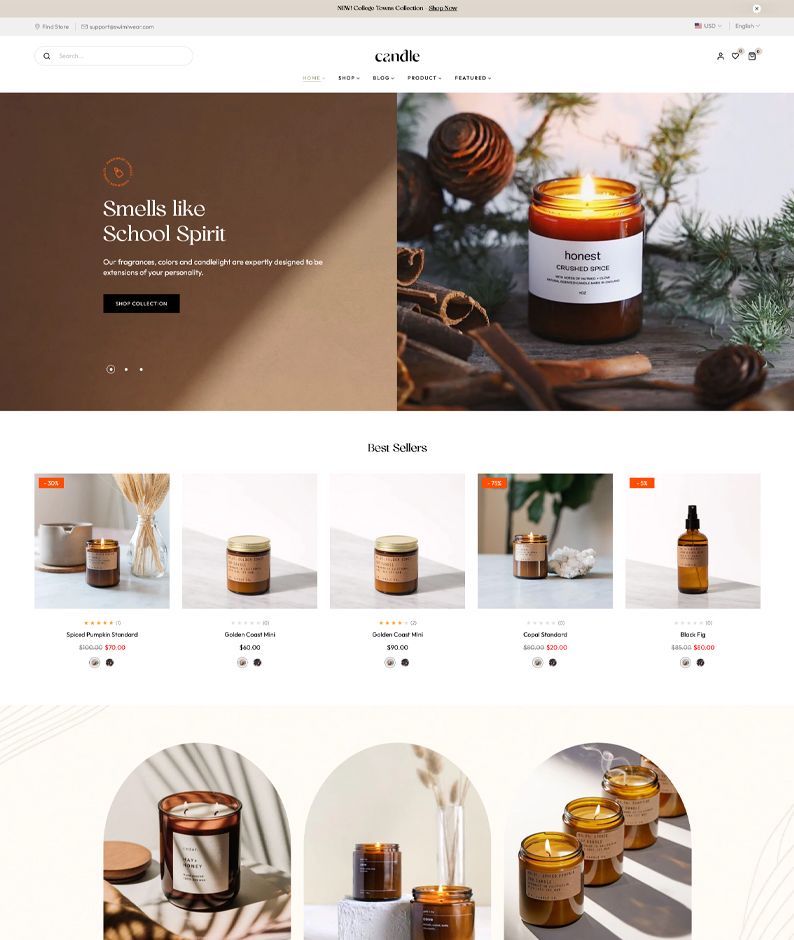 NEW! College Towns Collection - Shop Now
Find Store
support@swimiwear.com
USD
English
Search...
candle
0
6
HOME
SHOP
BLOG
PRODUCT
FEATURED
Smells like
School Spirit
Our fragrances, colors and candlelight are expertly designed to be
extensions of your personality.
SHOP COLLECTION
honest
CRUSHED SPICE
Best Sellers
- 30%
- 75%
- 5%
(1)
Spiced Pumpkin Standard
$100.00 $70.00
(0)
Golden Coast Mini
$60.00
(2)
Golden Coast Mini
$90.00
(0)
Copal Standard
$80.00 $20.00
(0)
Black Fig
$85.00 $80.00
HAY+
HONEY